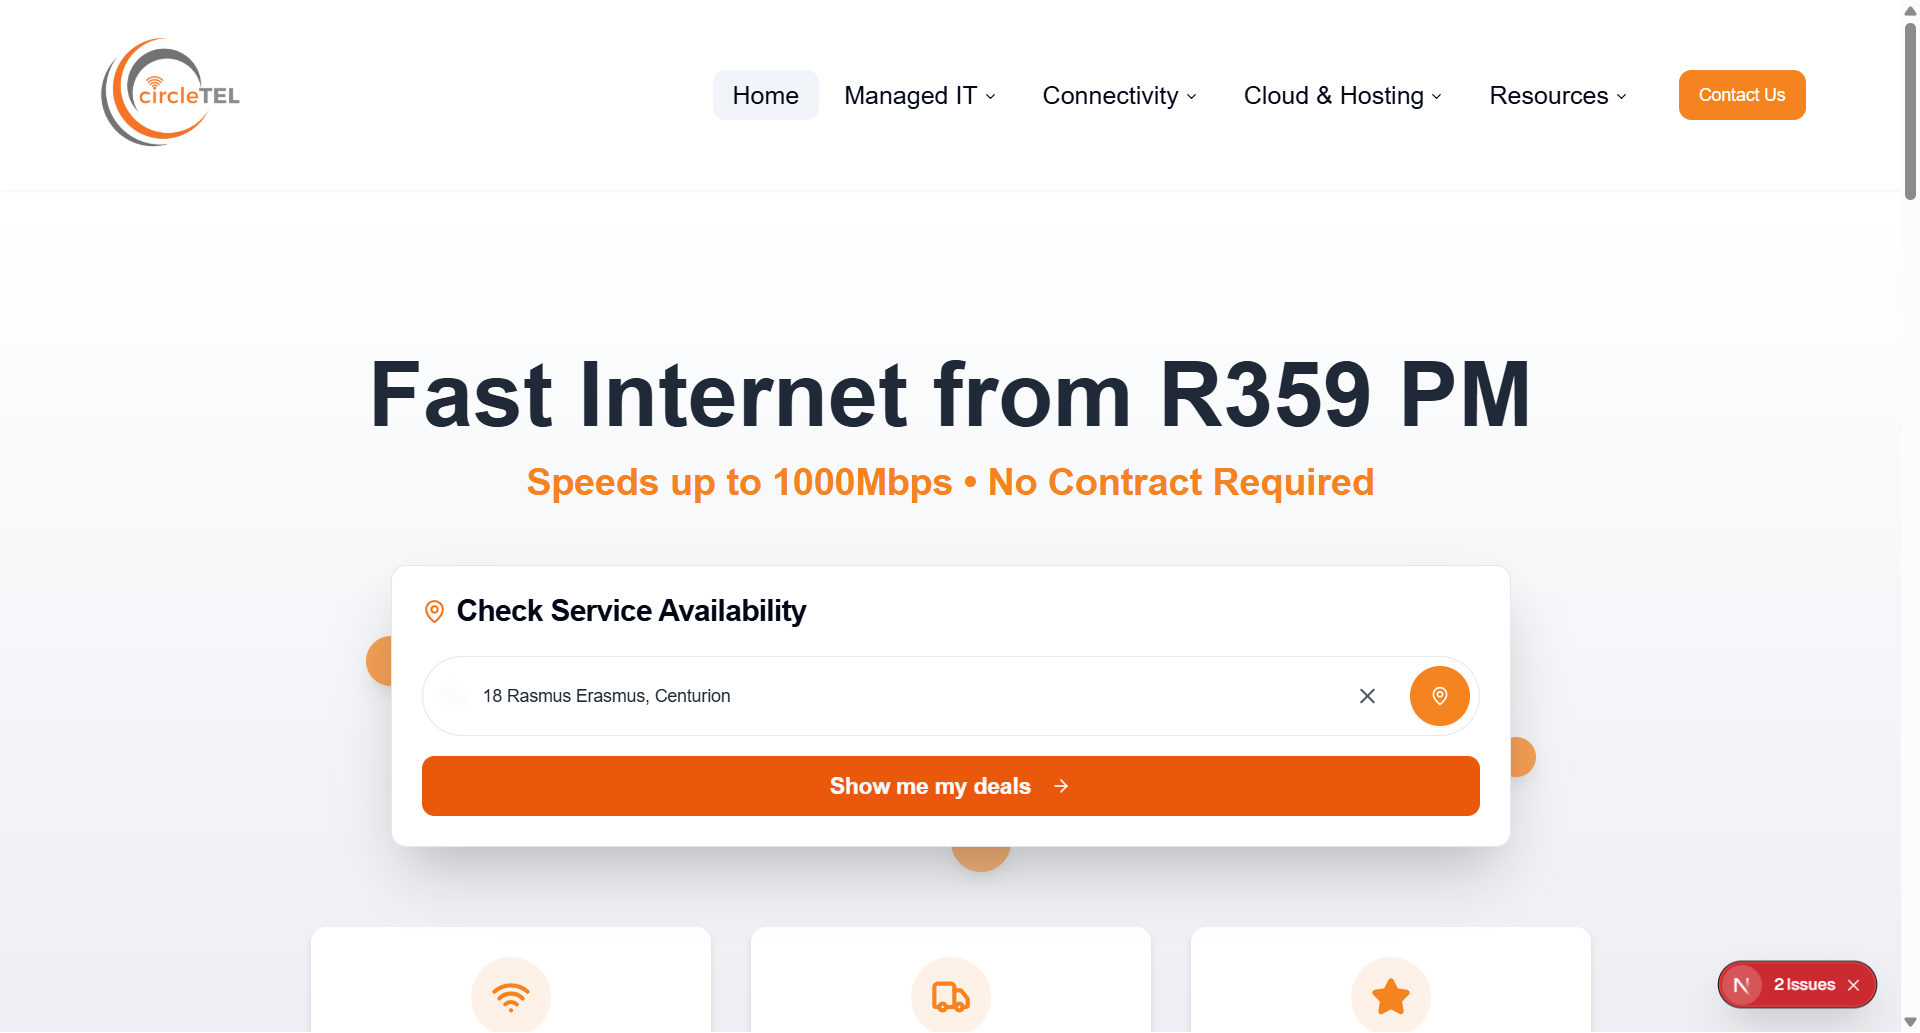 circleTEL
Home
Managed IT
Connectivity
Cloud & Hosting
Resources
Contact Us
Fast Internet from R359 PM
Speeds up to 1000Mbps • No Contract Required
Check Service Availability
18 Rasmus Erasmus, Centurion
Show me my deals
N
2 Issues